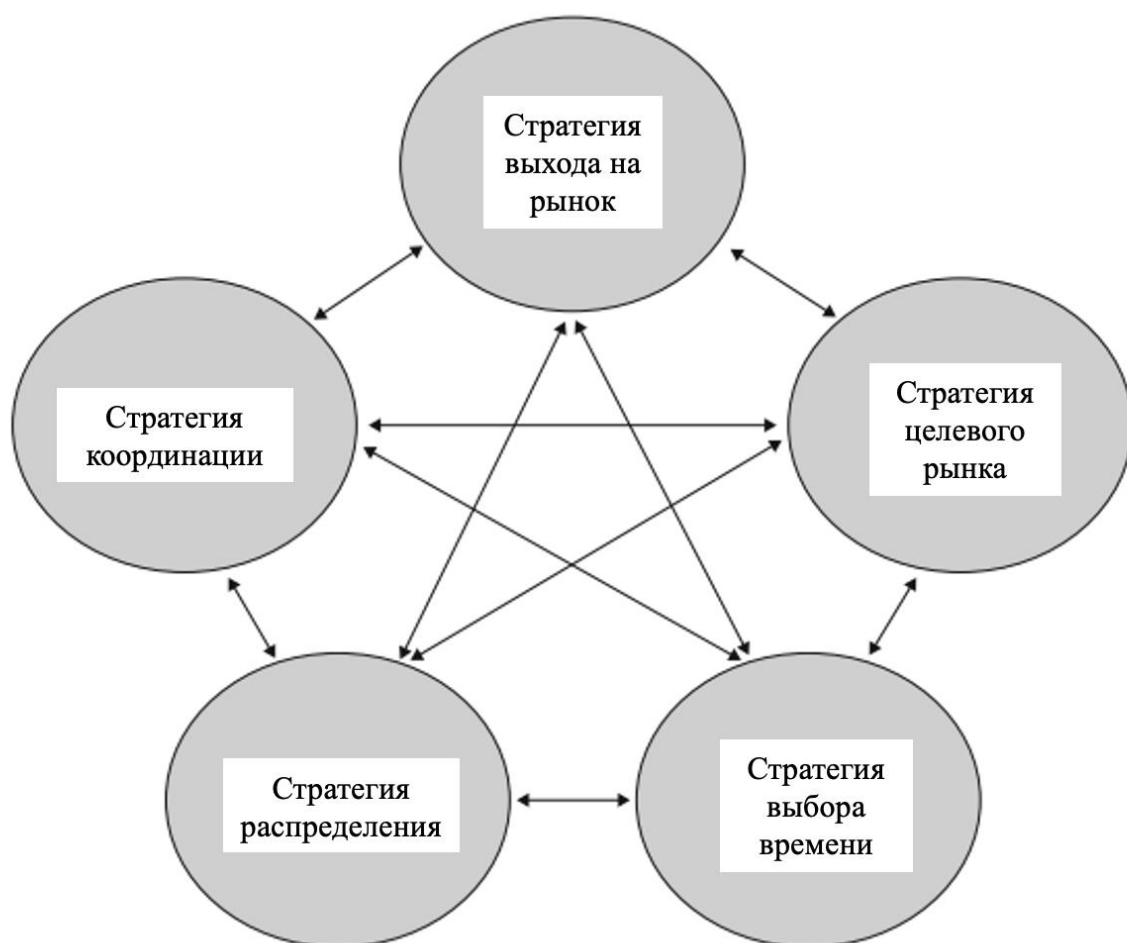 Стратегия
выхода на
рынок
Стратегия
координации
Стратегия
целевого
рынка
Стратегия
распределения
Стратегия
выбора
времени